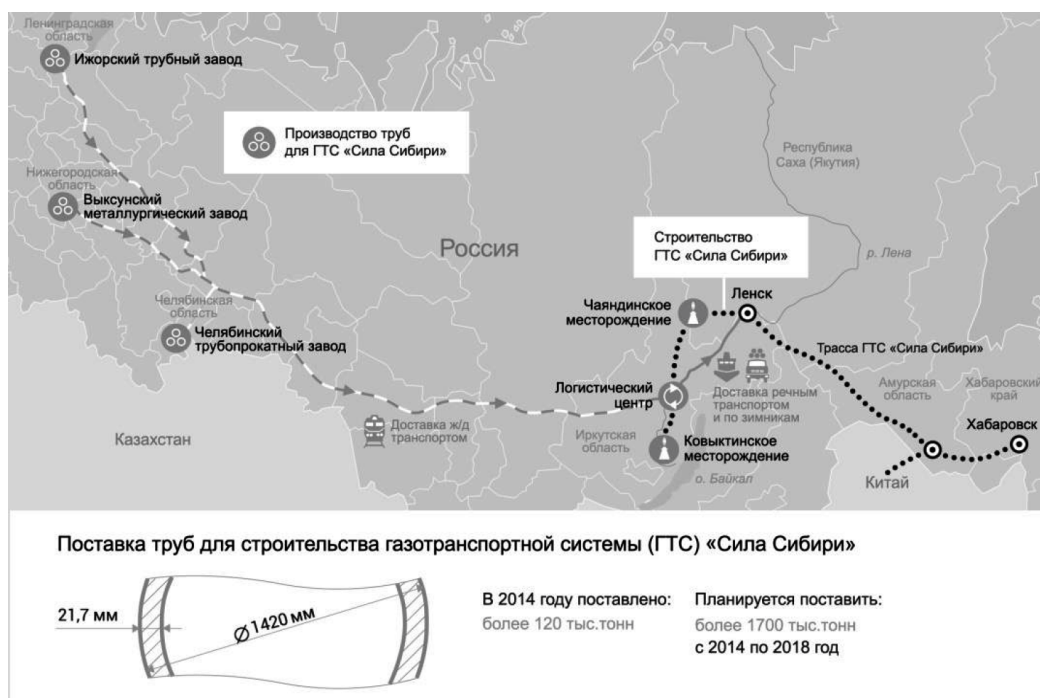 Ленинградская
область
Ижорский трубный завод
Производство труб
для ГТС «Сила Сибири»
Республика
Саха (Якутия)
Нижегородская
область
Выксунский
металлургический завод
Россия
Строительство
ГТС «Сила Сибири»
р. Лена
Ленск
Чаяндинское
месторождение
Челябинская
область
Челябинский
трубопрокатный завод
Трасса ГТС «Сила Сибири»
Логистический
центр
Доставка речным
транспортом
и по зимникам
Амурская
область
Хабаровский
край
Хабаровск
Доставка ж/д
транспортом
Казахстан
Иркутская
область
Ковыктинское
месторождение
о. Байкал
Китай
Поставка труб для строительства газотранспортной системы (ГТС) «Сила Сибири»
21,7 мм
Ø 1420 мм
В 2014 году поставлено:
более 120 тыс.тонн
Планируется поставить:
более 1700 тыс.тонн
с 2014 по 2018 год